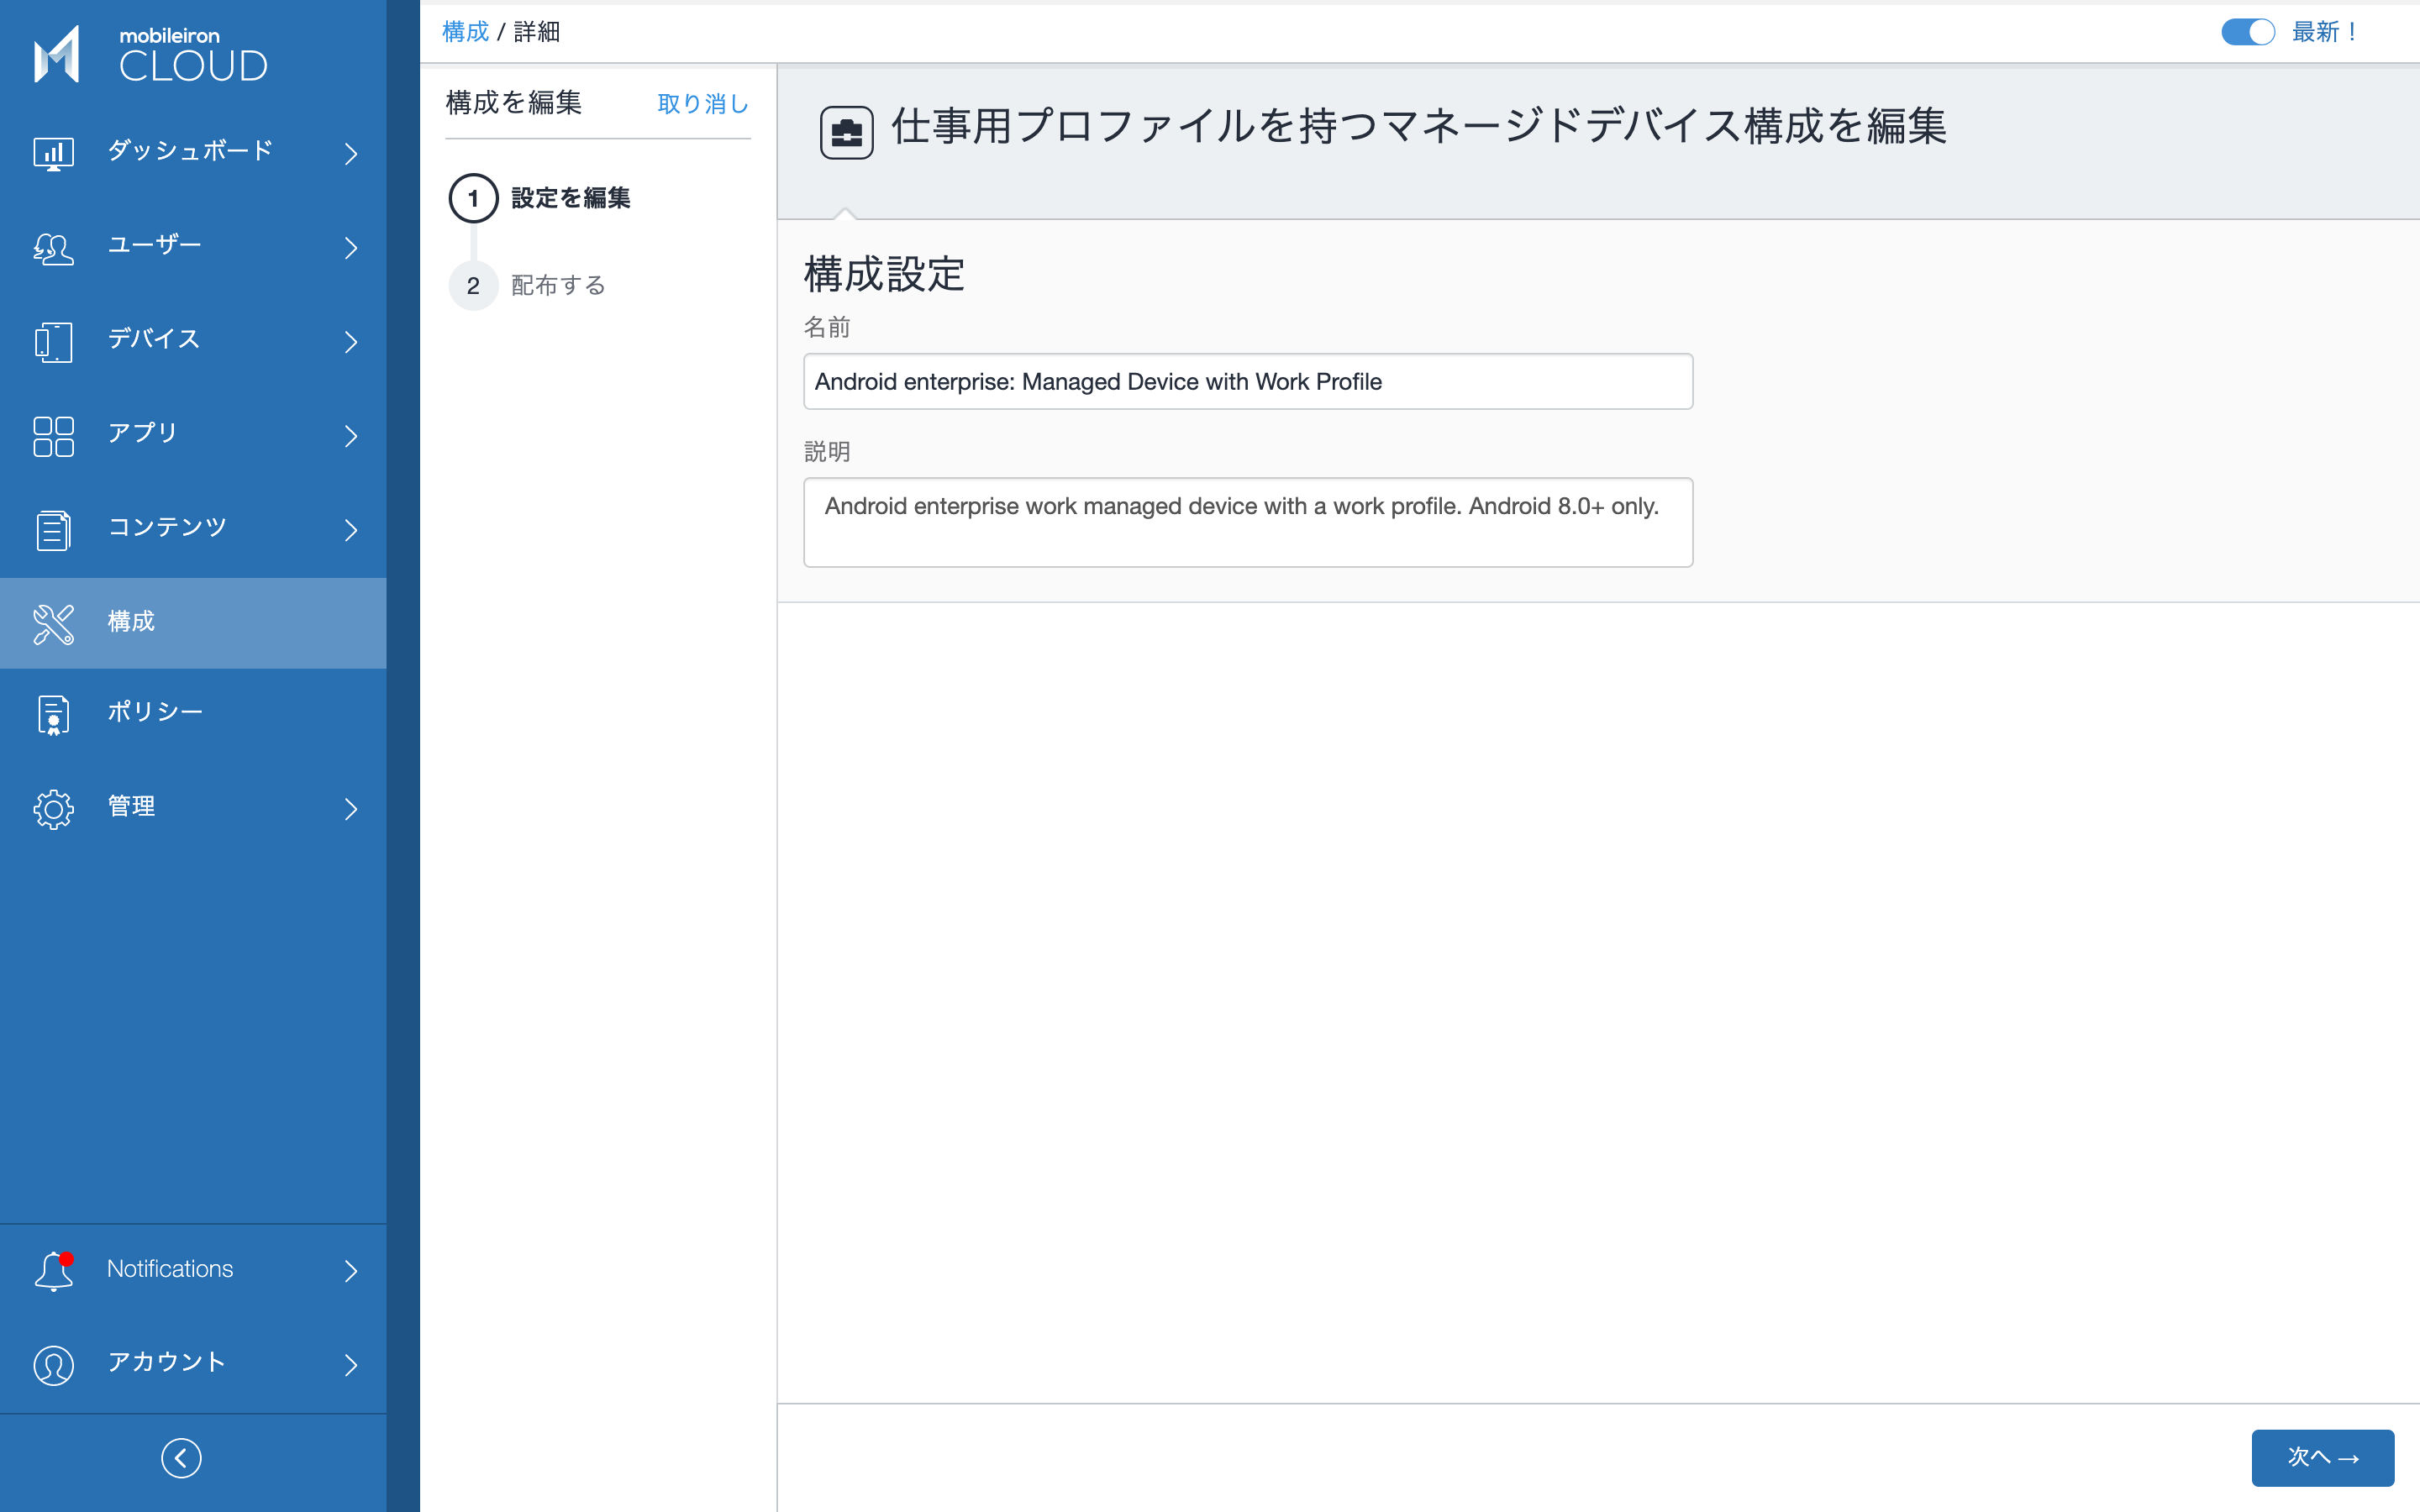 mobileiron
CLOUD
ダッシュボード
ユーザー
デバイス
アプリ
コンテンツ
構成
ポリシー
管理
Notifications
アカウント
構成 / 詳細
最新！
構成を編集
取り消し
1 設定を編集
2 配布する
仕事用プロファイルを持つマネージドデバイス構成を編集
構成設定
名前
Android enterprise: Managed Device with Work Profile
説明
Android enterprise work managed device with a work profile. Android 8.0+ only.
次へ →